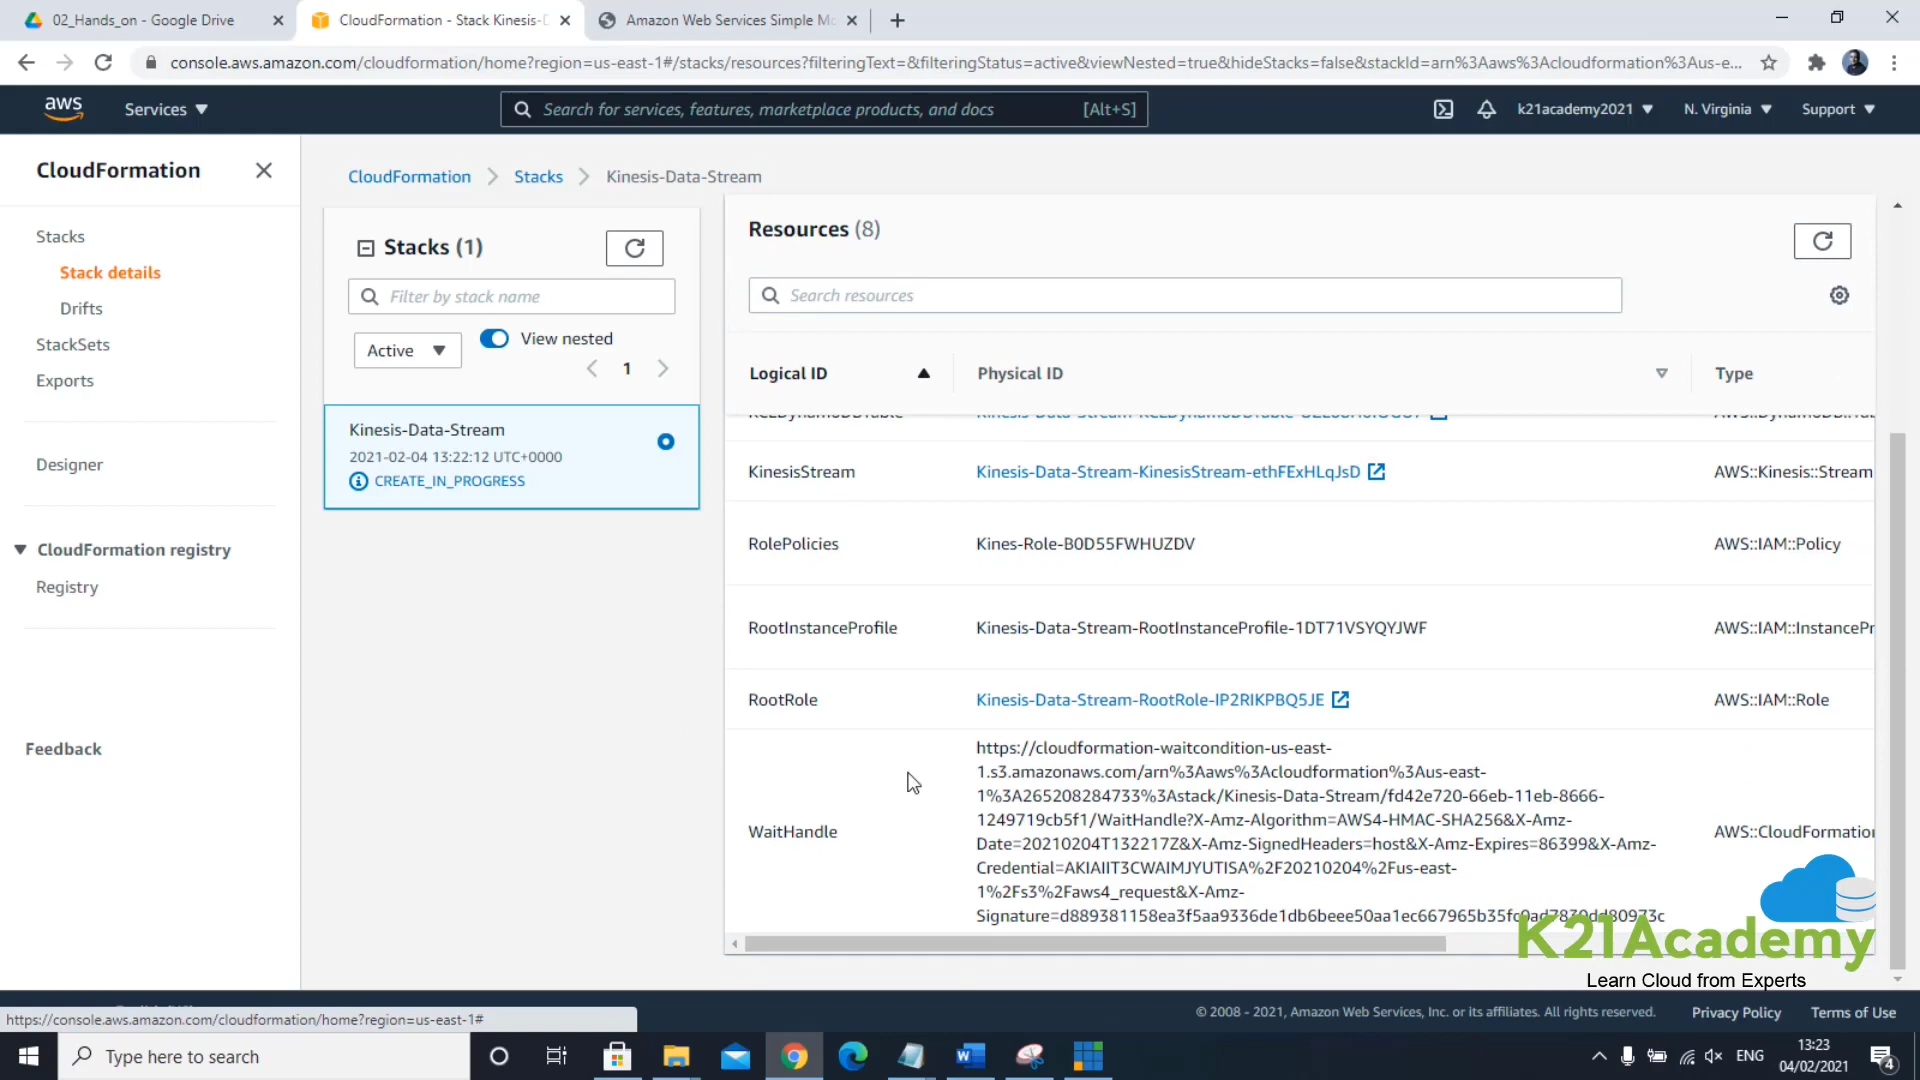 02_Hands_on - Google Drive
CloudFormation - Stack Kinesis-D
Amazon Web Services Simple Mo
console.aws.amazon.com/cloudformation/home?region=us-east-1#/stacks/resources?filteringText=&filteringStatus=active&viewNested=true&hideStacks=false&stackId=arn%3Aaws%3Acloudformation%3Aus-e...
aws
Services
Search for services, features, marketplace products, and docs
[Alt+S]
k21academy2021
N. Virginia
Support
CloudFormation
Stacks
Stack details
Drifts
StackSets
Exports
Designer
CloudFormation registry
Registry
Feedback
CloudFormation
Stacks
Kinesis-Data-Stream
Stacks (1)
Filter by stack name
Active
View nested
1
Kinesis-Data-Stream
2021-02-04 13:22:12 UTC+0000
CREATE_IN_PROGRESS
Resources (8)
Search resources
Logical ID
Physical ID
Type
KinesisStream
Kinesis-Data-Stream-KinesisStream-ethFExHLqJsD
AWS::Kinesis::Stream
RolePolicies
Kines-Role-B0D55FWHUZDV
AWS::IAM::Policy
RootInstanceProfile
Kinesis-Data-Stream-RootInstanceProfile-1DT71VSYQYJWF
AWS::IAM::InstancePr
RootRole
Kinesis-Data-Stream-RootRole-IP2RIKPBQ5JE
AWS::IAM::Role
WaitHandle
https://cloudformation-waitcondition-us-east-
1.s3.amazonaws.com/arn%3Aaws%3Acloudformation%3Aus-east-
1%3A265208284733%3Astack/Kinesis-Data-Stream/fd42e720-66eb-11eb-8666-
1249719cb5f1/WaitHandle?X-Amz-Algorithm=AWS4-HMAC-SHA256&X-Amz-
Date=20210204T132217Z&X-Amz-SignedHeaders=host&X-Amz-Expires=86399&X-Amz-
Credential=AKIAIIT3CWAIMJYUTISA%2F20210204%2Fus-east-
1%2Fs3%2Faws4_request&X-Amz-
AWS::CloudFormation
K21Academy
Learn Cloud from Experts
https://console.aws.amazon.com/cloudformation/home?region=us-east-1#
© 2008 - 2021, Amazon Web Services, Inc. or its affiliates. All rights reserved.
Privacy Policy
Terms of Use
Type here to search
ENG
13:23
04/02/2021
4